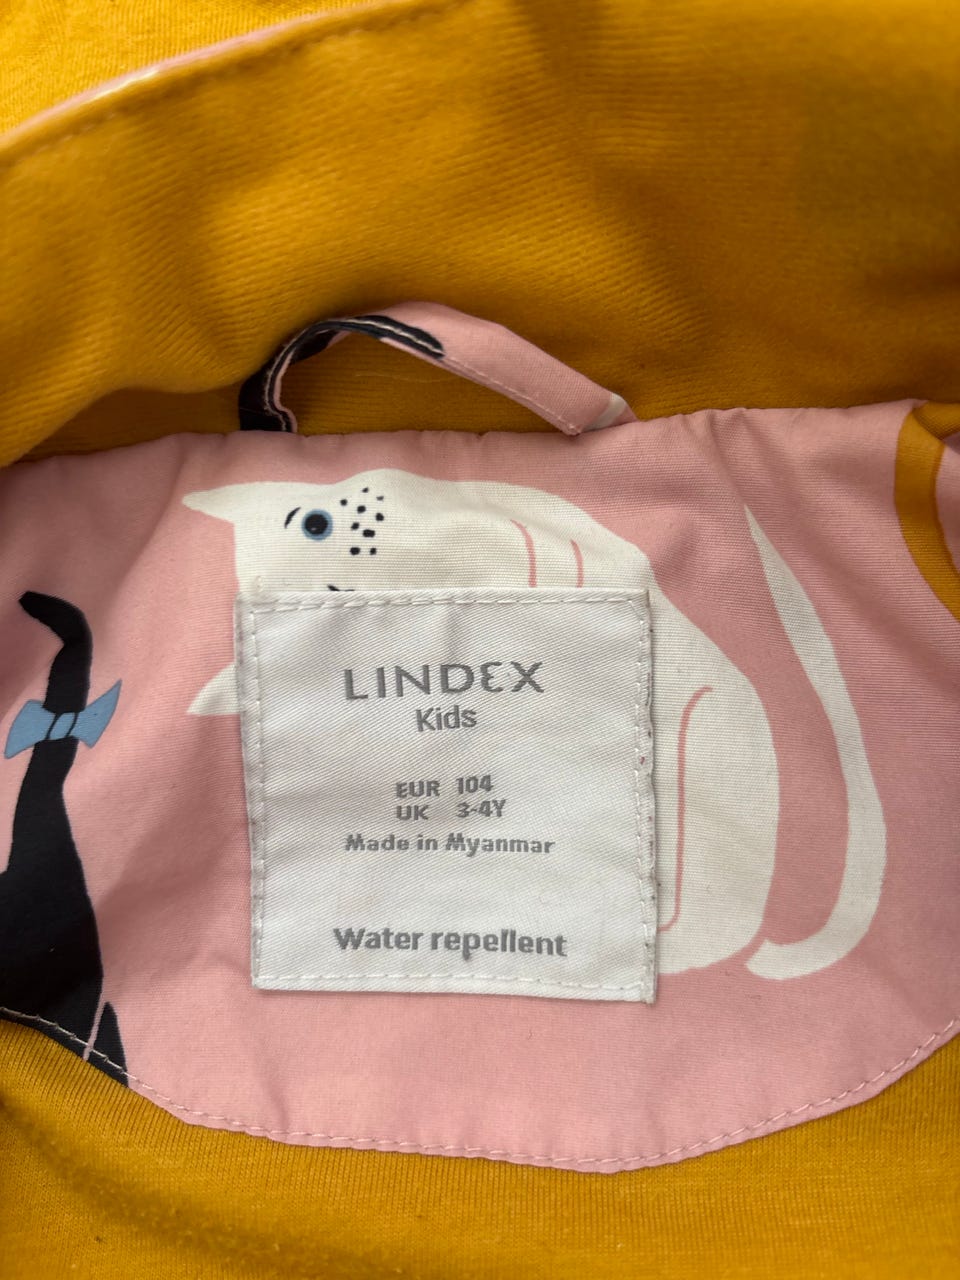 LINDEX
Kids
EUR 104
UK 3-4Y
Made in Myanmar
Water repellent